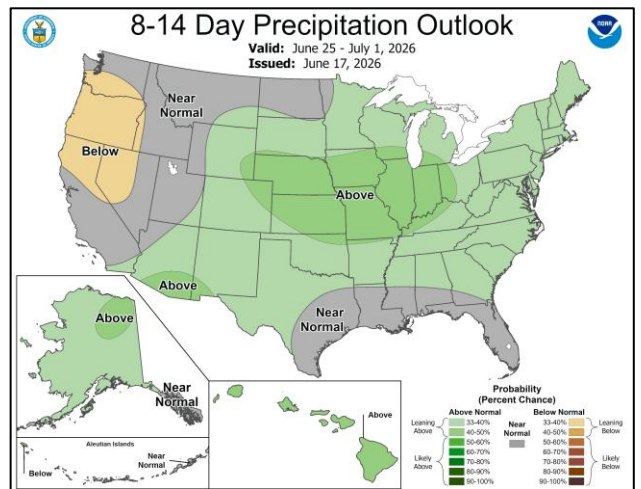 8-14 Day Precipitation Outlook
Valid: June 25 - July 1, 2026
Issued: June 17, 2026
NOAA
Near
Normal
Below
Above
Above
Near
Normal
Above
Near
Normal
Aleutian Islands
Near
Normal
Below
Above
Probability
(Percent Chance)
Above Normal
Below Normal
Leaning
Above
33-40%
40-50%
50-60%
60-70%
70-80%
80-90%
90-100%
Likely
Above
Near
Normal
33-40%
40-50%
50-60%
60-70%
70-80%
80-90%
90-100%
Leaning
Below
Likely
Below